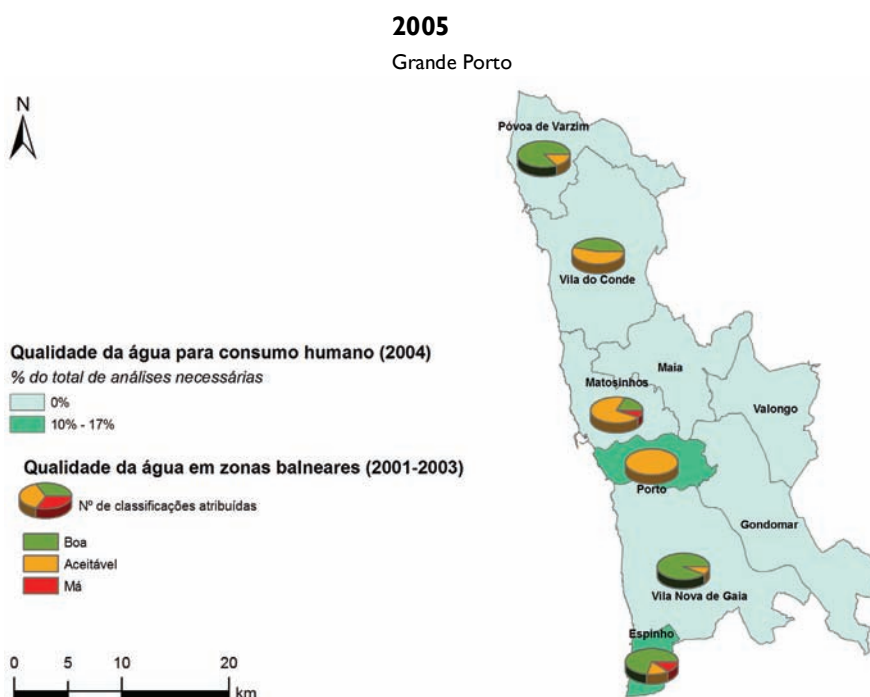 2005
Grande Porto
N
Póvoa de Varzim
Vila do Conde
Qualidade da água para consumo humano (2004)
% do total de análises necessárias
0%
10% - 17%
Maia
Matosinhos
Valongo
Qualidade da água em zonas balneares (2001-2003)
Nº de classificações atribuídas
Boa
Aceitável
Má
Porto
Gondomar
Vila Nova de Gaia
Espinho
0 5 10 20
km